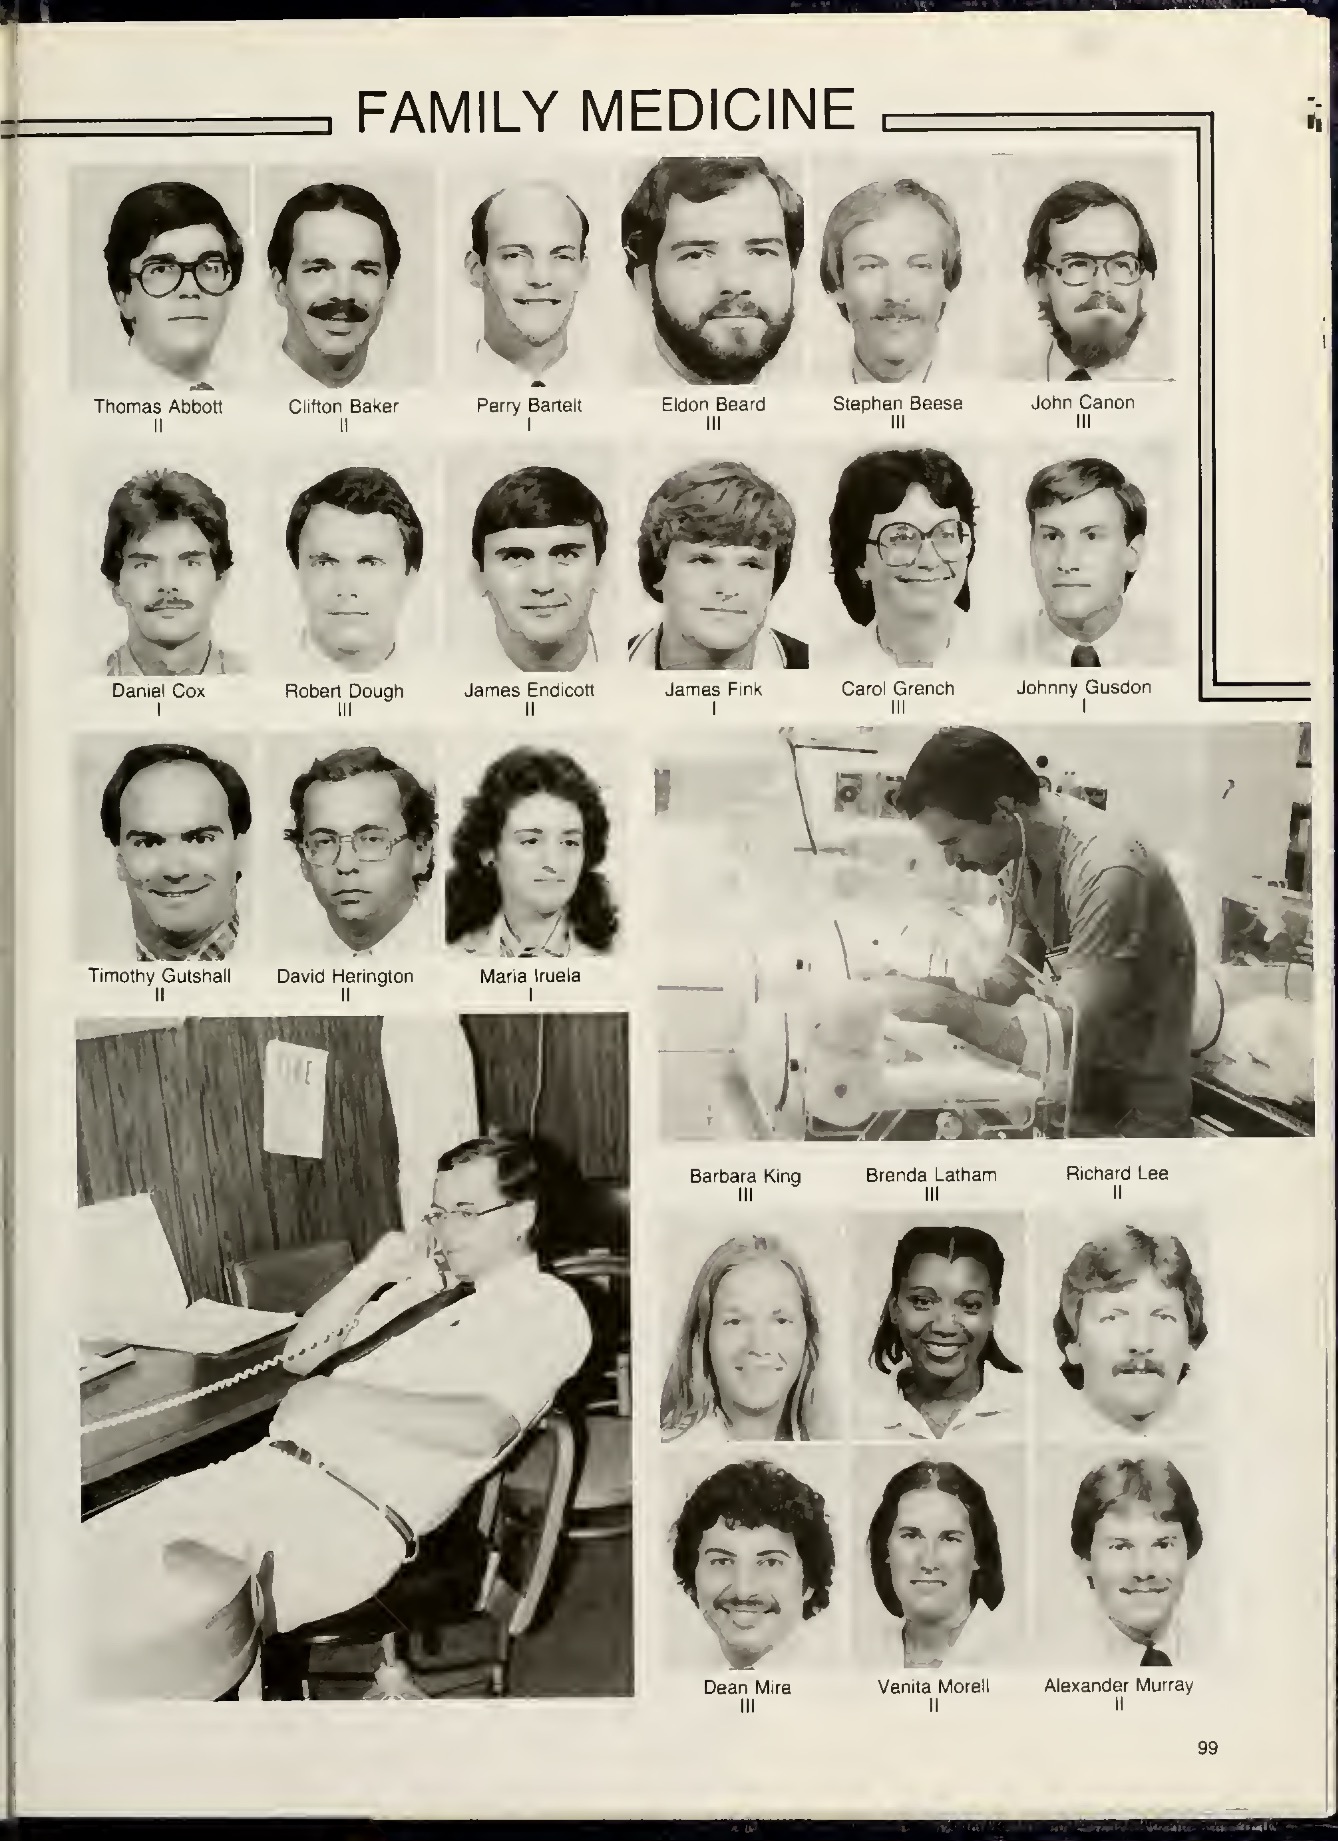 FAMILY MEDICINE
Thomas Abbott
II
Clifton Baker
II
Perry Bartelt
I
Eldon Beard
III
Stephen Beese
III
John Canon
III
Daniel Cox
I
Robert Dough
III
James Endicott
II
James Fink
I
Carol Grench
III
Johnny Gusdon
I
Timothy Gutshall
II
David Herington
II
Maria Iruela
I
Barbara King
III
Brenda Latham
III
Richard Lee
II
Dean Mire
III
Vanita Morell
II
Alexander Murray
II
99